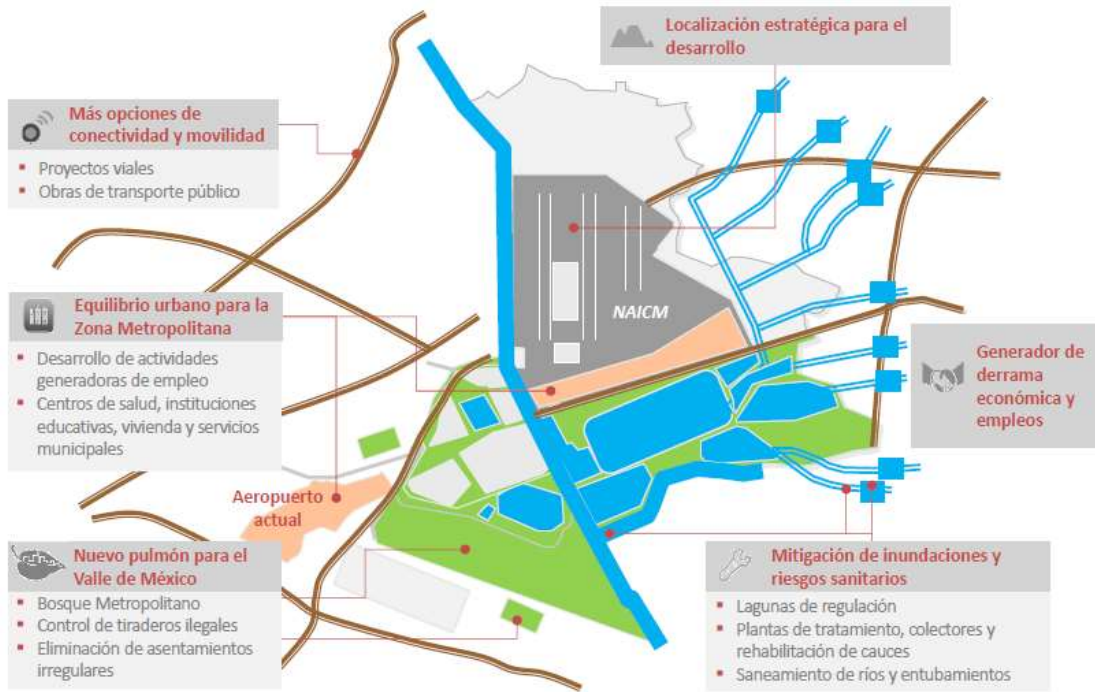 Localización estratégica para el
desarrollo
Más opciones de
conectividad y movilidad
▪ Proyectos viales
▪ Obras de transporte público
Equilibrio urbano para la
Zona Metropolitana
▪ Desarrollo de actividades
generadoras de empleo
▪ Centros de salud, instituciones
educativas, vivienda y servicios
municipales
NAICM
Generador de
derrama
económica y
empleos
Aeropuerto
actual
Nuevo pulmón para el
Valle de México
▪ Bosque Metropolitano
▪ Control de tiraderos ilegales
▪ Eliminación de asentamientos
irregulares
Mitigación de inundaciones y
riesgos sanitarios
▪ Lagunas de regulación
▪ Plantas de tratamiento, colectores y
rehabilitación de cauces
▪ Saneamiento de ríos y entubamientos